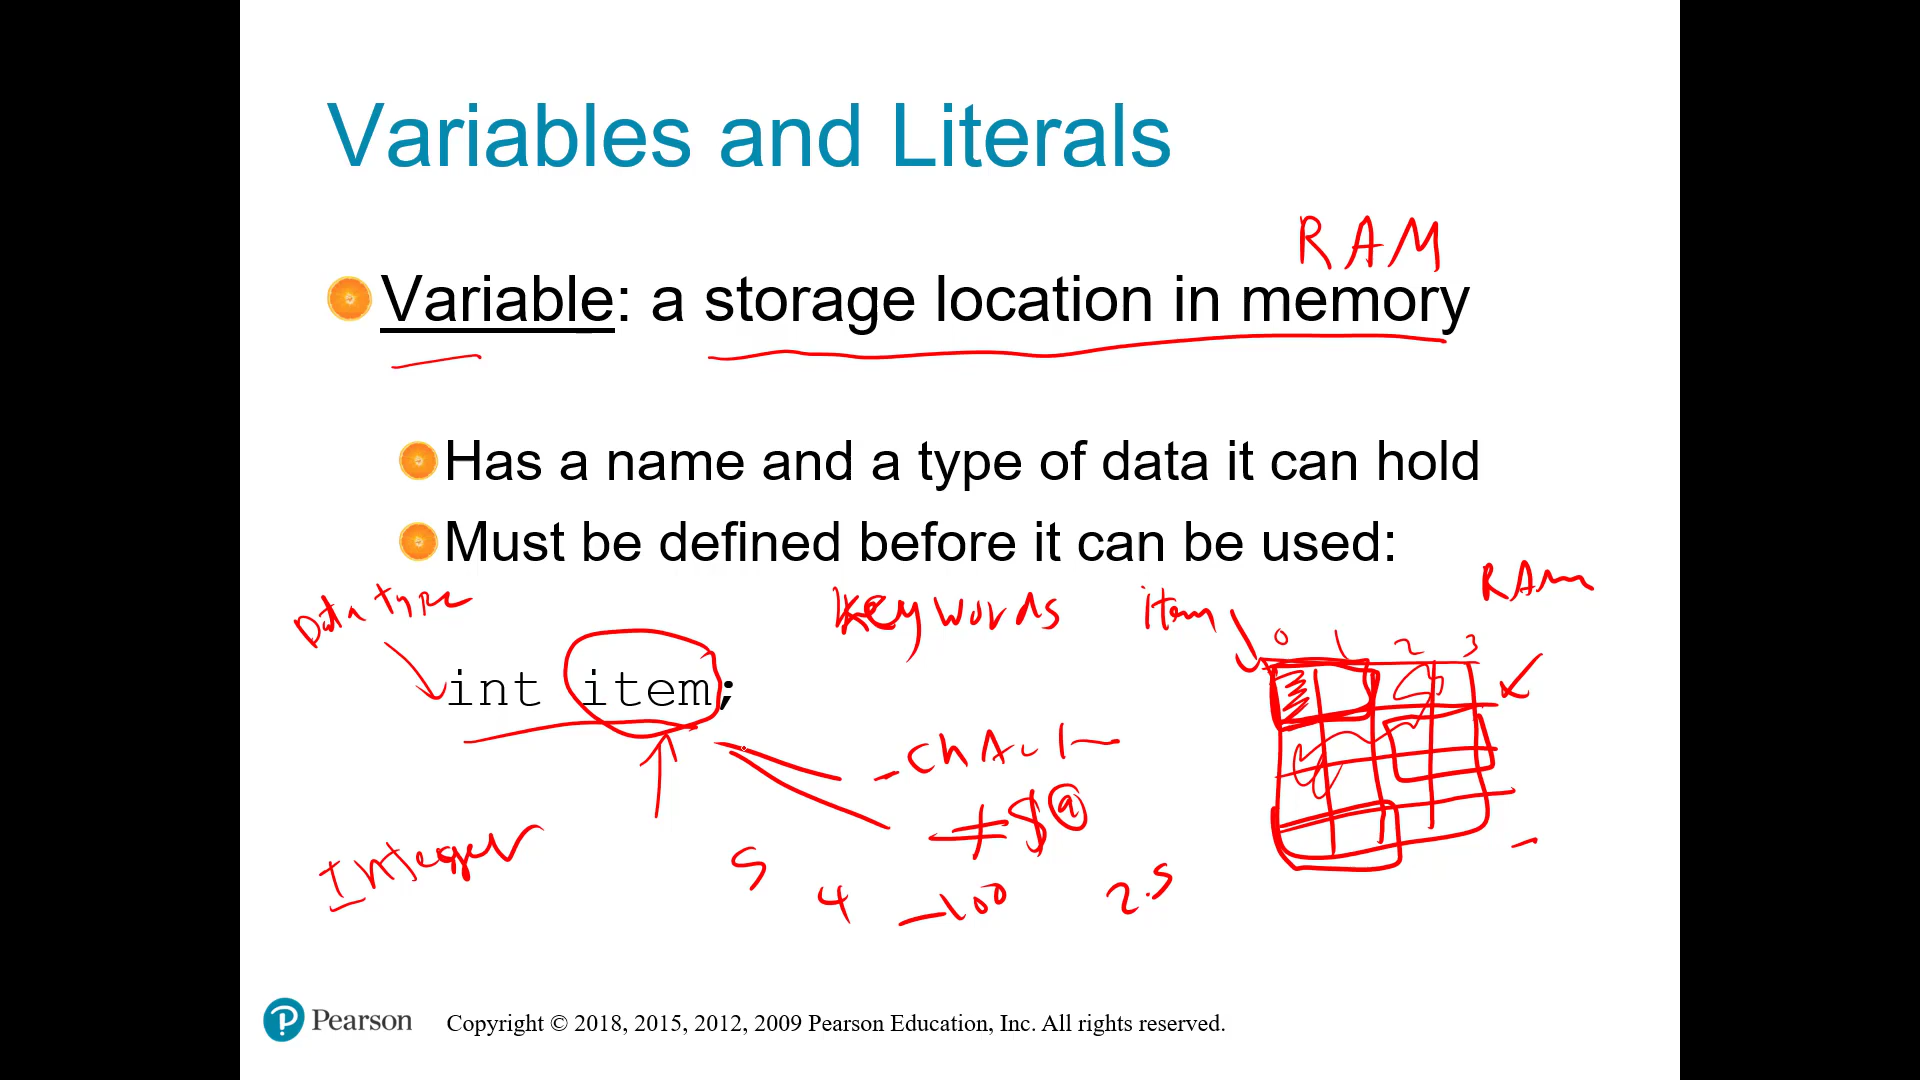 Variables and Literals
RAM
Variable: a storage location in memory
Has a name and a type of data it can hold
Must be defined before it can be used:
Data type
keywords
item
RAM
0 1 2 3
int item;
≠ $ @
Integer
5 4 -100 2.5
Pearson
Copyright © 2018, 2015, 2012, 2009 Pearson Education, Inc. All rights reserved.